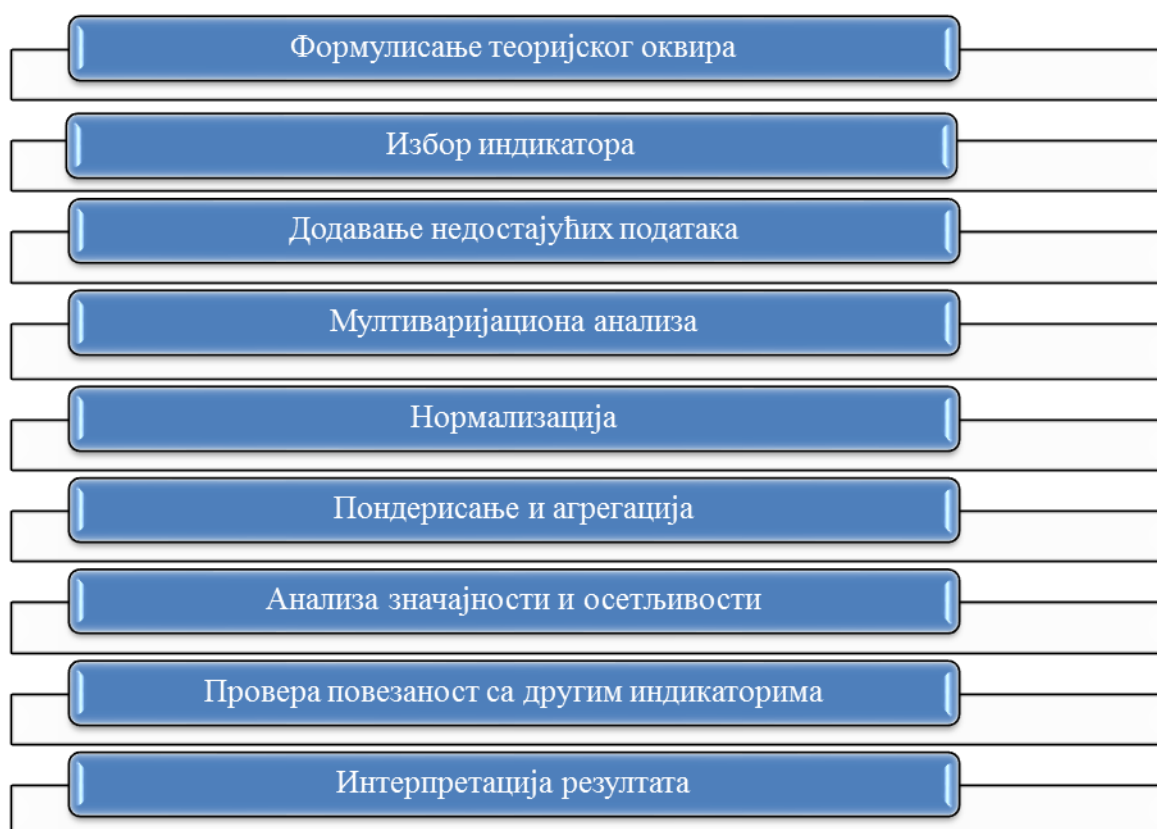 Формулисање теоријског оквира
Избор индикатора
Додавање недостајућих података
Мултиваријациона анализа
Нормализација
Пондерисање и агрегација
Анализа значајности и осетљивости
Провера повезаност са другим индикаторима
Интерпретација резултата